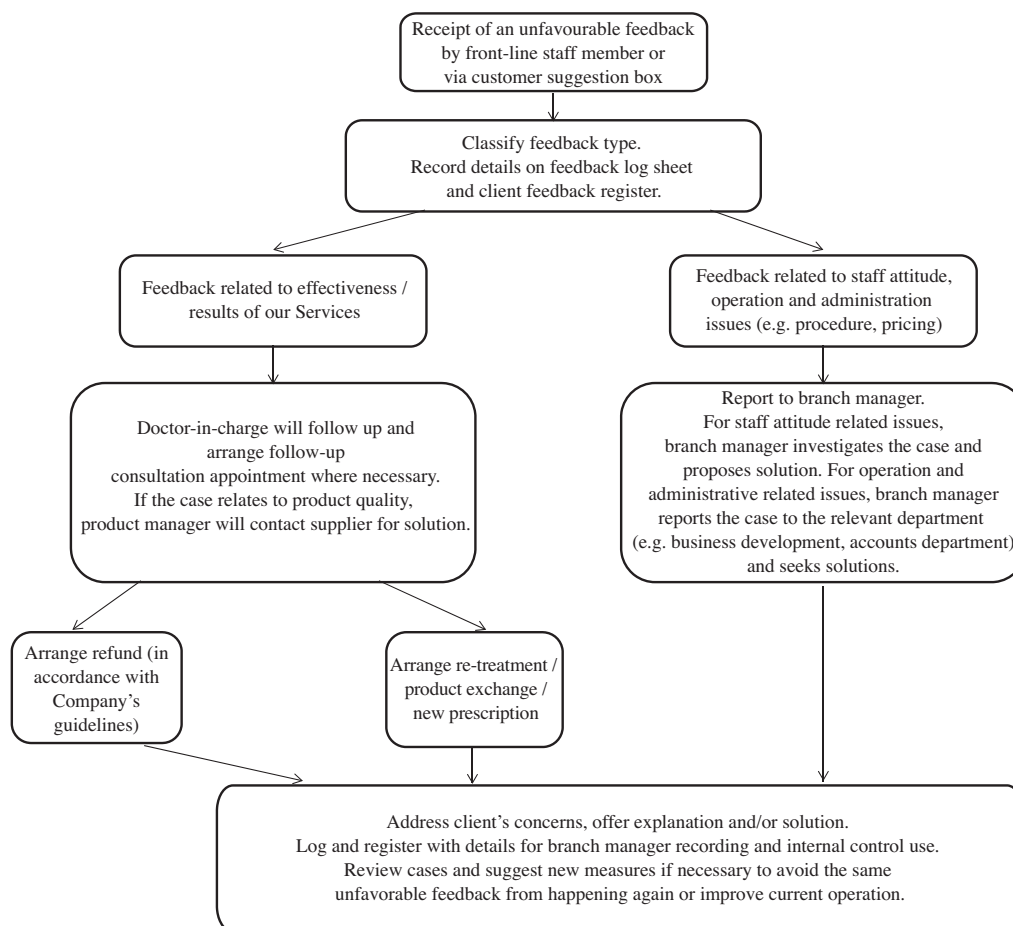 Receipt of an unfavourable feedback
by front-line staff member or
via customer suggestion box
Classify feedback type.
Record details on feedback log sheet
and client feedback register.
Feedback related to effectiveness /
results of our Services
Feedback related to staff attitude,
operation and administration
issues (e.g. procedure, pricing)
Doctor-in-charge will follow up and
arrange follow-up
consultation appointment where necessary.
If the case relates to product quality,
product manager will contact supplier for solution.
Report to branch manager.
For staff attitude related issues,
branch manager investigates the case and
proposes solution. For operation and
administrative related issues, branch manager
reports the case to the relevant department
(e.g. business development, accounts department)
and seeks solutions.
Arrange refund (in
accordance with
Company’s
guidelines)
Arrange re-treatment /
product exchange /
new prescription
Address client’s concerns, offer explanation and/or solution.
Log and register with details for branch manager recording and internal control use.
Review cases and suggest new measures if necessary to avoid the same
unfavorable feedback from happening again or improve current operation.